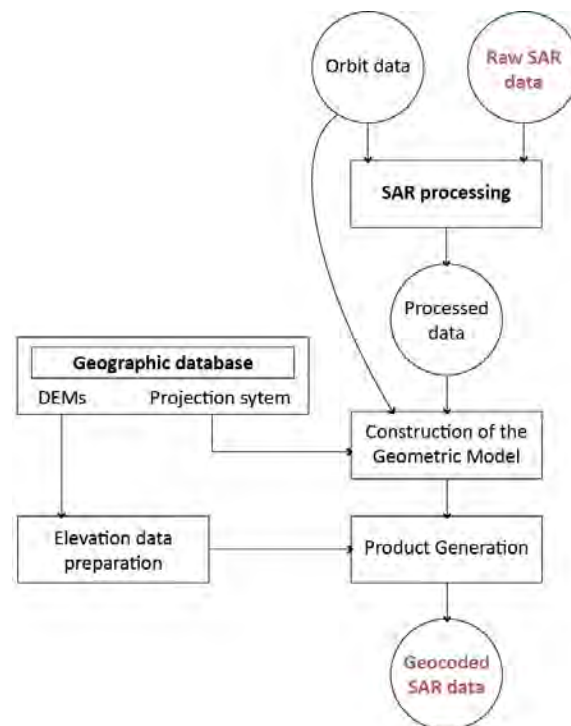 Orbit data
Raw SAR
data
SAR processing
Processed
data
Geographic database
DEMs
Projection sytem
Construction of the
Geometric Model
Elevation data
preparation
Product Generation
Geocoded
SAR data